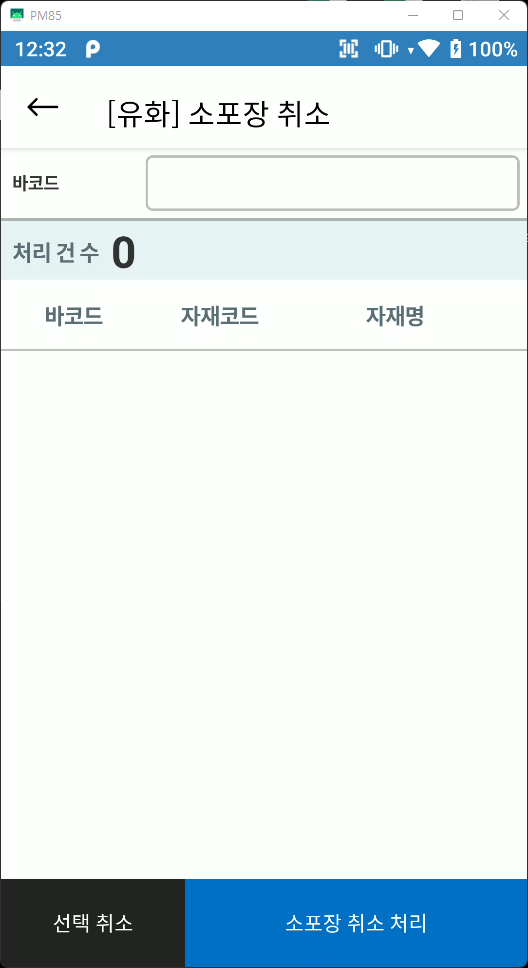 PM85
12:32 100%
[유화] 소포장 취소
바코드
처리 건 수 0
바코드 자재코드 자재명
선택 취소 소포장 취소 처리